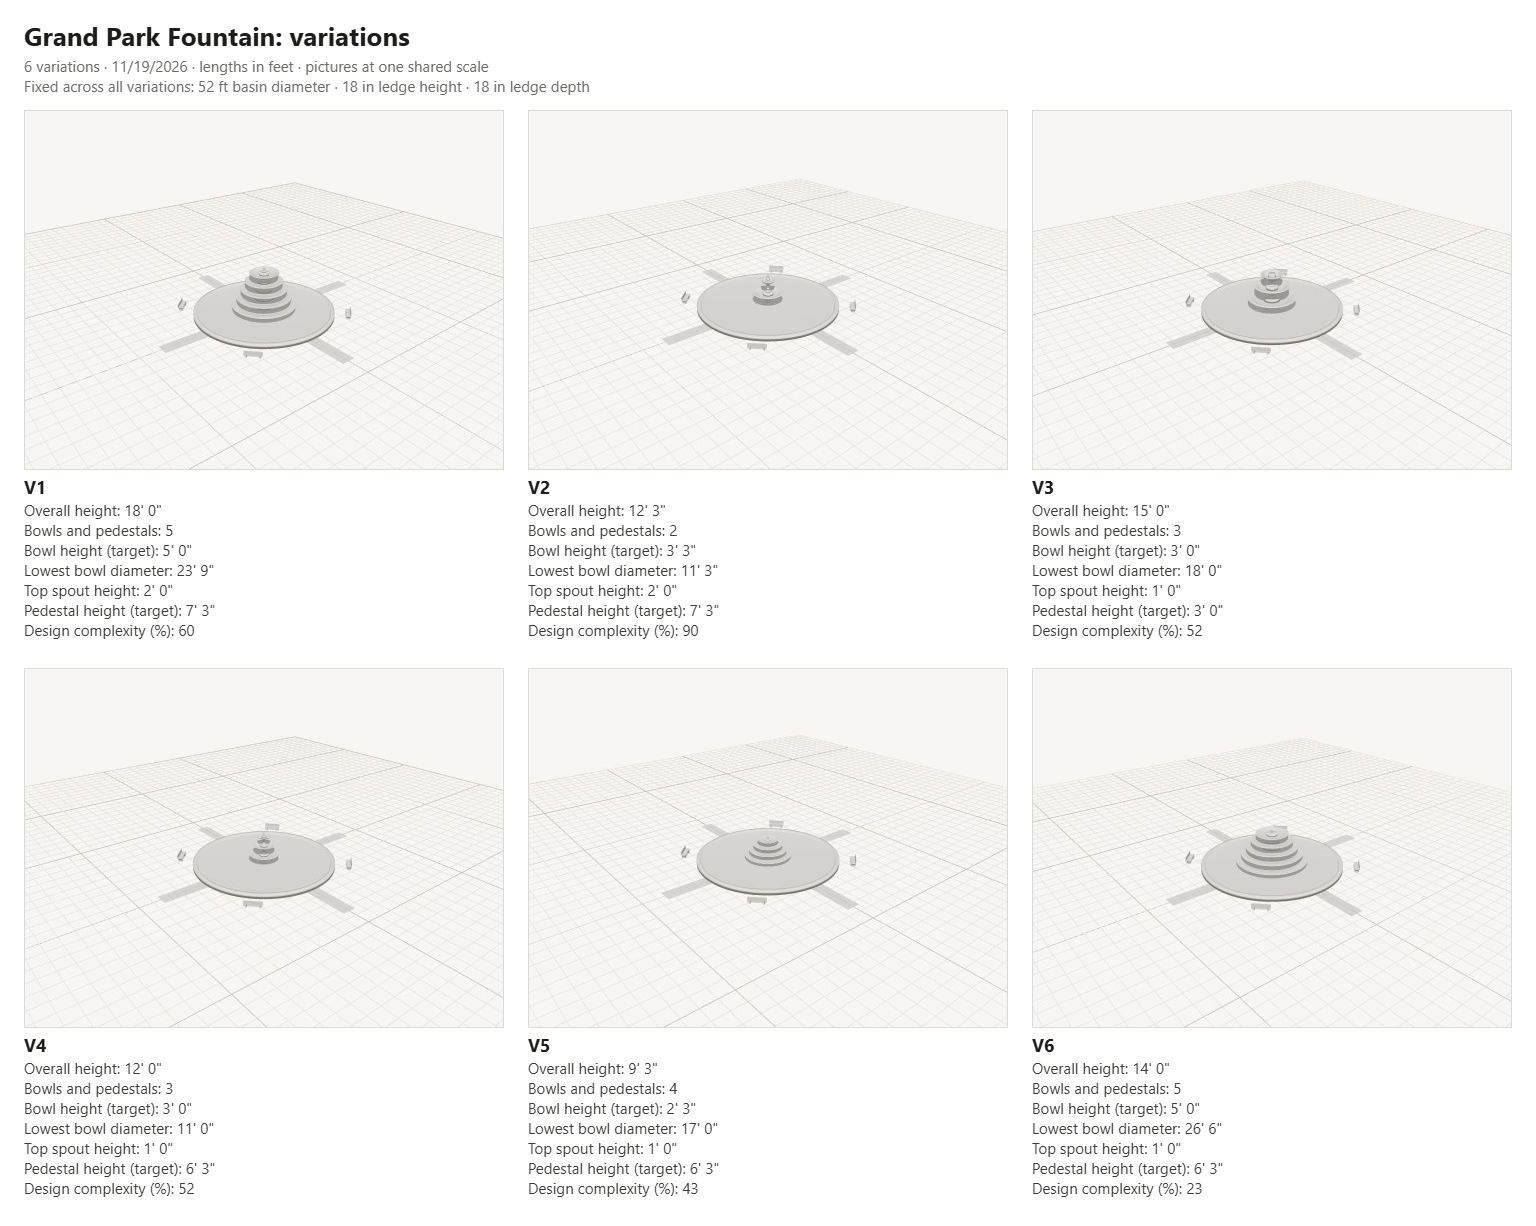 Grand Park Fountain: variations
6 variations · 11/19/2026 · lengths in feet · pictures at one shared scale
Fixed across all variations: 52 ft basin diameter · 18 in ledge height · 18 in ledge depth
V1
Overall height: 18' 0"
Bowls and pedestals: 5
Bowl height (target): 5' 0"
Lowest bowl diameter: 23' 9"
Top spout height: 2' 0"
Pedestal height (target): 7' 3"
Design complexity (%): 60
V2
Overall height: 12' 3"
Bowls and pedestals: 2
Bowl height (target): 3' 3"
Lowest bowl diameter: 11' 3"
Top spout height: 2' 0"
Pedestal height (target): 7' 3"
Design complexity (%): 90
V3
Overall height: 15' 0"
Bowls and pedestals: 3
Bowl height (target): 3' 0"
Lowest bowl diameter: 18' 0"
Top spout height: 1' 0"
Pedestal height (target): 3' 0"
Design complexity (%): 52
V4
Overall height: 12' 0"
Bowls and pedestals: 3
Bowl height (target): 3' 0"
Lowest bowl diameter: 11' 0"
Top spout height: 1' 0"
Pedestal height (target): 6' 3"
Design complexity (%): 52
V5
Overall height: 9' 3"
Bowls and pedestals: 4
Bowl height (target): 2' 3"
Lowest bowl diameter: 17' 0"
Top spout height: 1' 0"
Pedestal height (target): 6' 3"
Design complexity (%): 43
V6
Overall height: 14' 0"
Bowls and pedestals: 5
Bowl height (target): 5' 0"
Lowest bowl diameter: 26' 6"
Top spout height: 1' 0"
Pedestal height (target): 6' 3"
Design complexity (%): 23